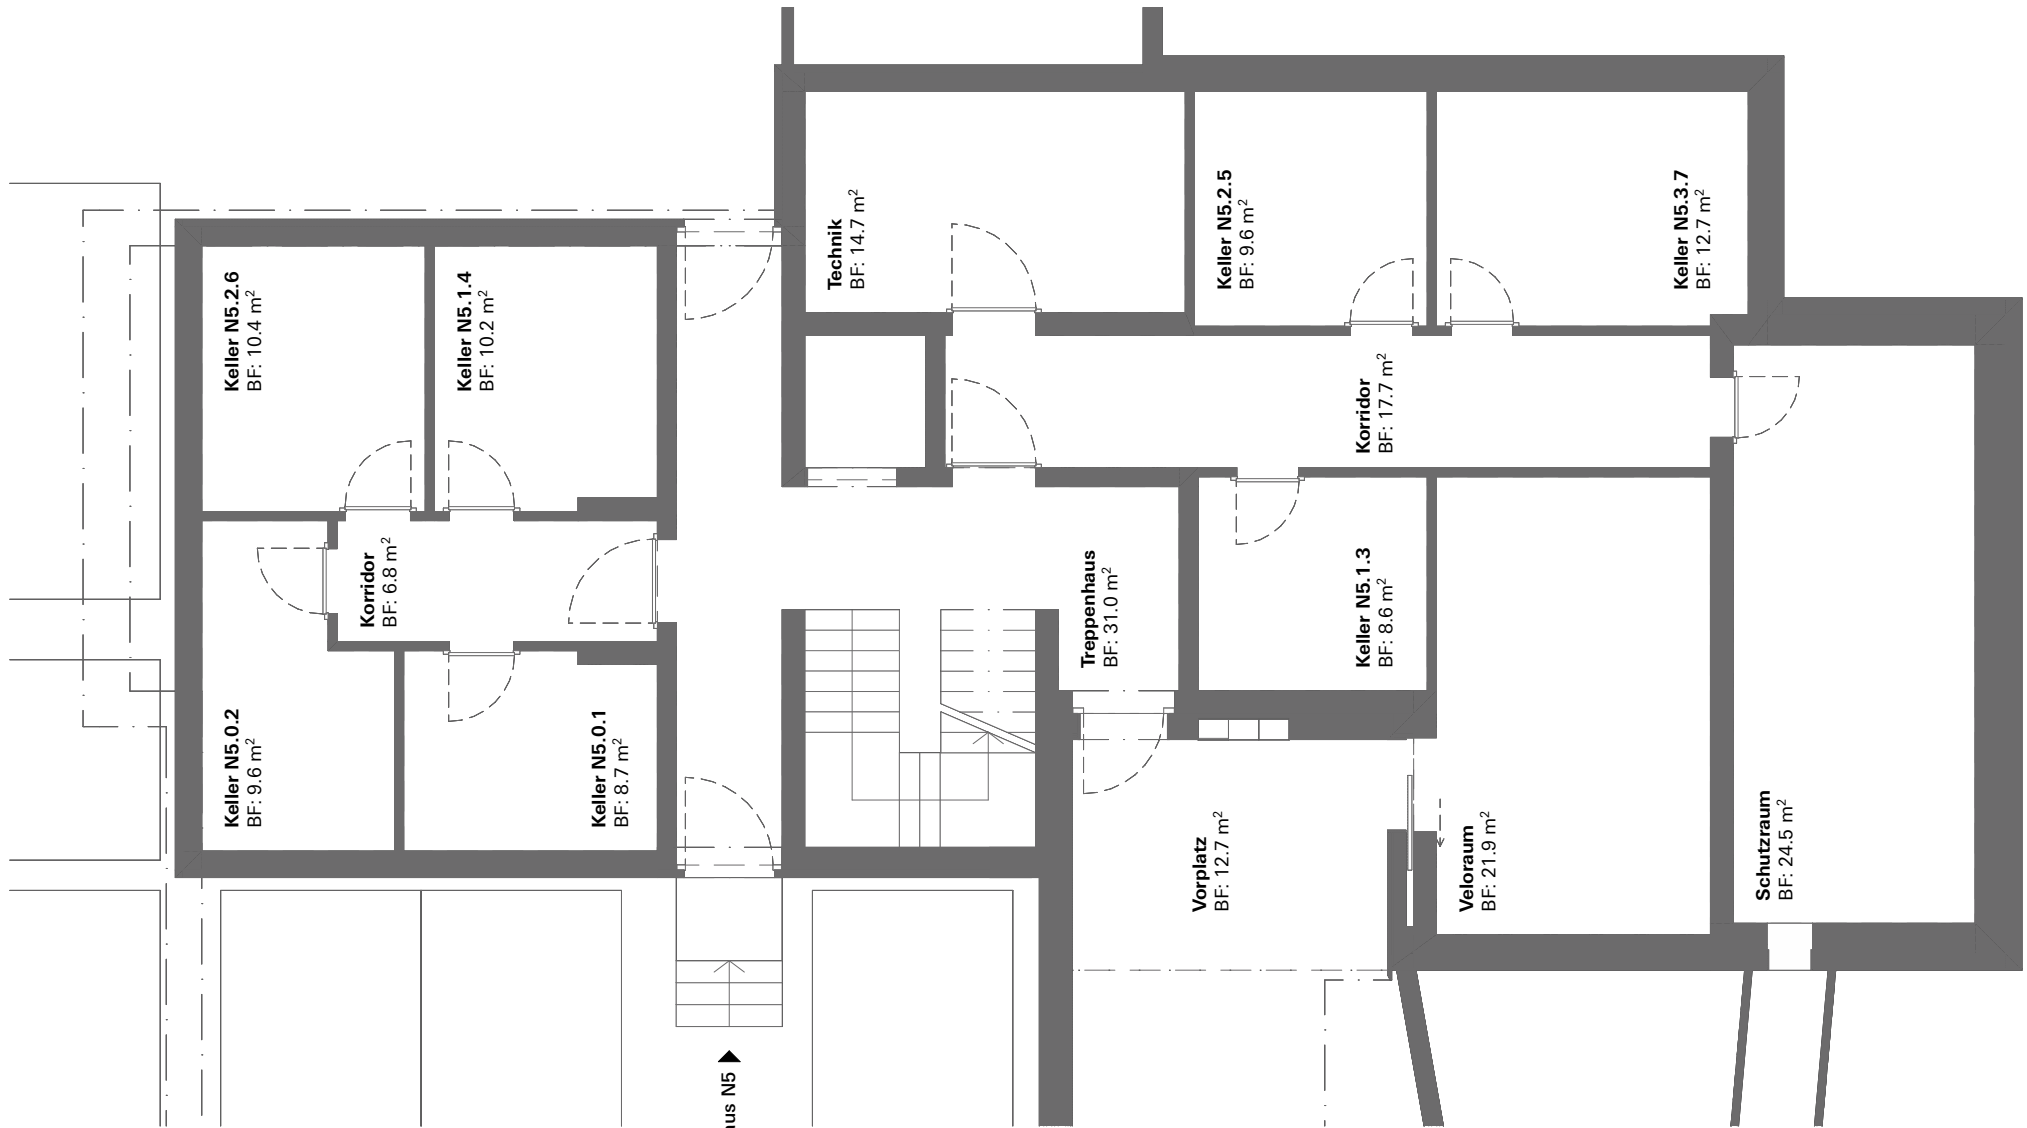 Technik
BF: 14.7 m²
Keller N5.2.5
BF: 9.6 m²
Keller N5.3.7
BF: 12.7 m²
Keller N5.2.6
BF: 10.4 m²
Keller N5.1.4
BF: 10.2 m²
Korridor
BF: 17.7 m²
Korridor
BF: 6.8 m²
Treppenhaus
BF: 31.0 m²
Keller N5.1.3
BF: 8.6 m²
Keller N5.0.2
BF: 9.6 m²
Keller N5.0.1
BF: 8.7 m²
Vorplatz
BF: 12.7 m²
Veloraum
BF: 21.9 m²
Schutzraum
BF: 24.5 m²
N5